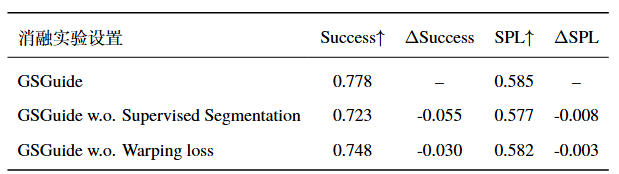 消融实验设置 Success↑ ΔSuccess SPL↑ ΔSPL
GSGuide 0.778 – 0.585 –
GSGuide w.o. Supervised Segmentation 0.723 -0.055 0.577 -0.008
GSGuide w.o. Warping loss 0.748 -0.030 0.582 -0.003